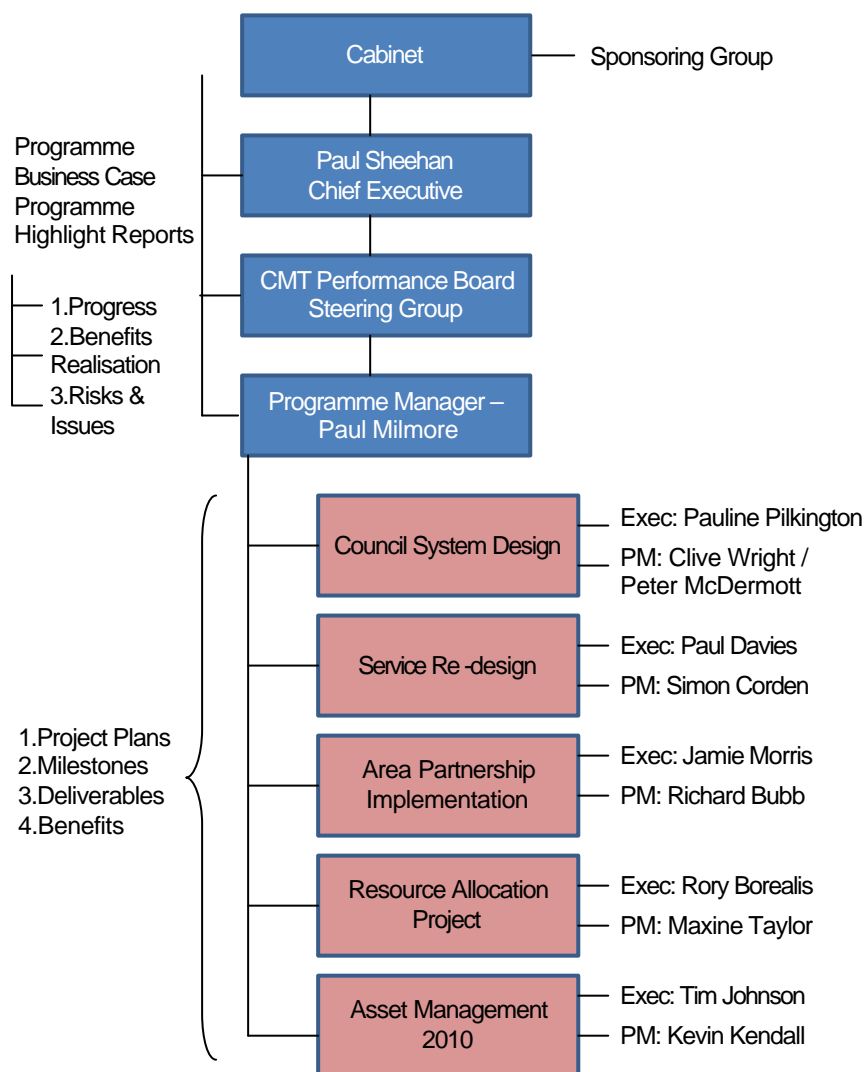 Cabinet
Sponsoring Group
Programme
Business Case
Programme
Highlight Reports
Paul Sheehan
Chief Executive
CMT Performance Board
Steering Group
1.Progress
2.Benefits
Realisation
3.Risks &
Issues
Programme Manager –
Paul Milmore
Council System Design
Exec: Pauline Pilkington
PM: Clive Wright /
Peter McDermott
Service Re -design
Exec: Paul Davies
PM: Simon Corden
1.Project Plans
2.Milestones
3.Deliverables
4.Benefits
Area Partnership
Implementation
Exec: Jamie Morris
PM: Richard Bubb
Resource Allocation
Project
Exec: Rory Borealis
PM: Maxine Taylor
Asset Management
2010
Exec: Tim Johnson
PM: Kevin Kendall